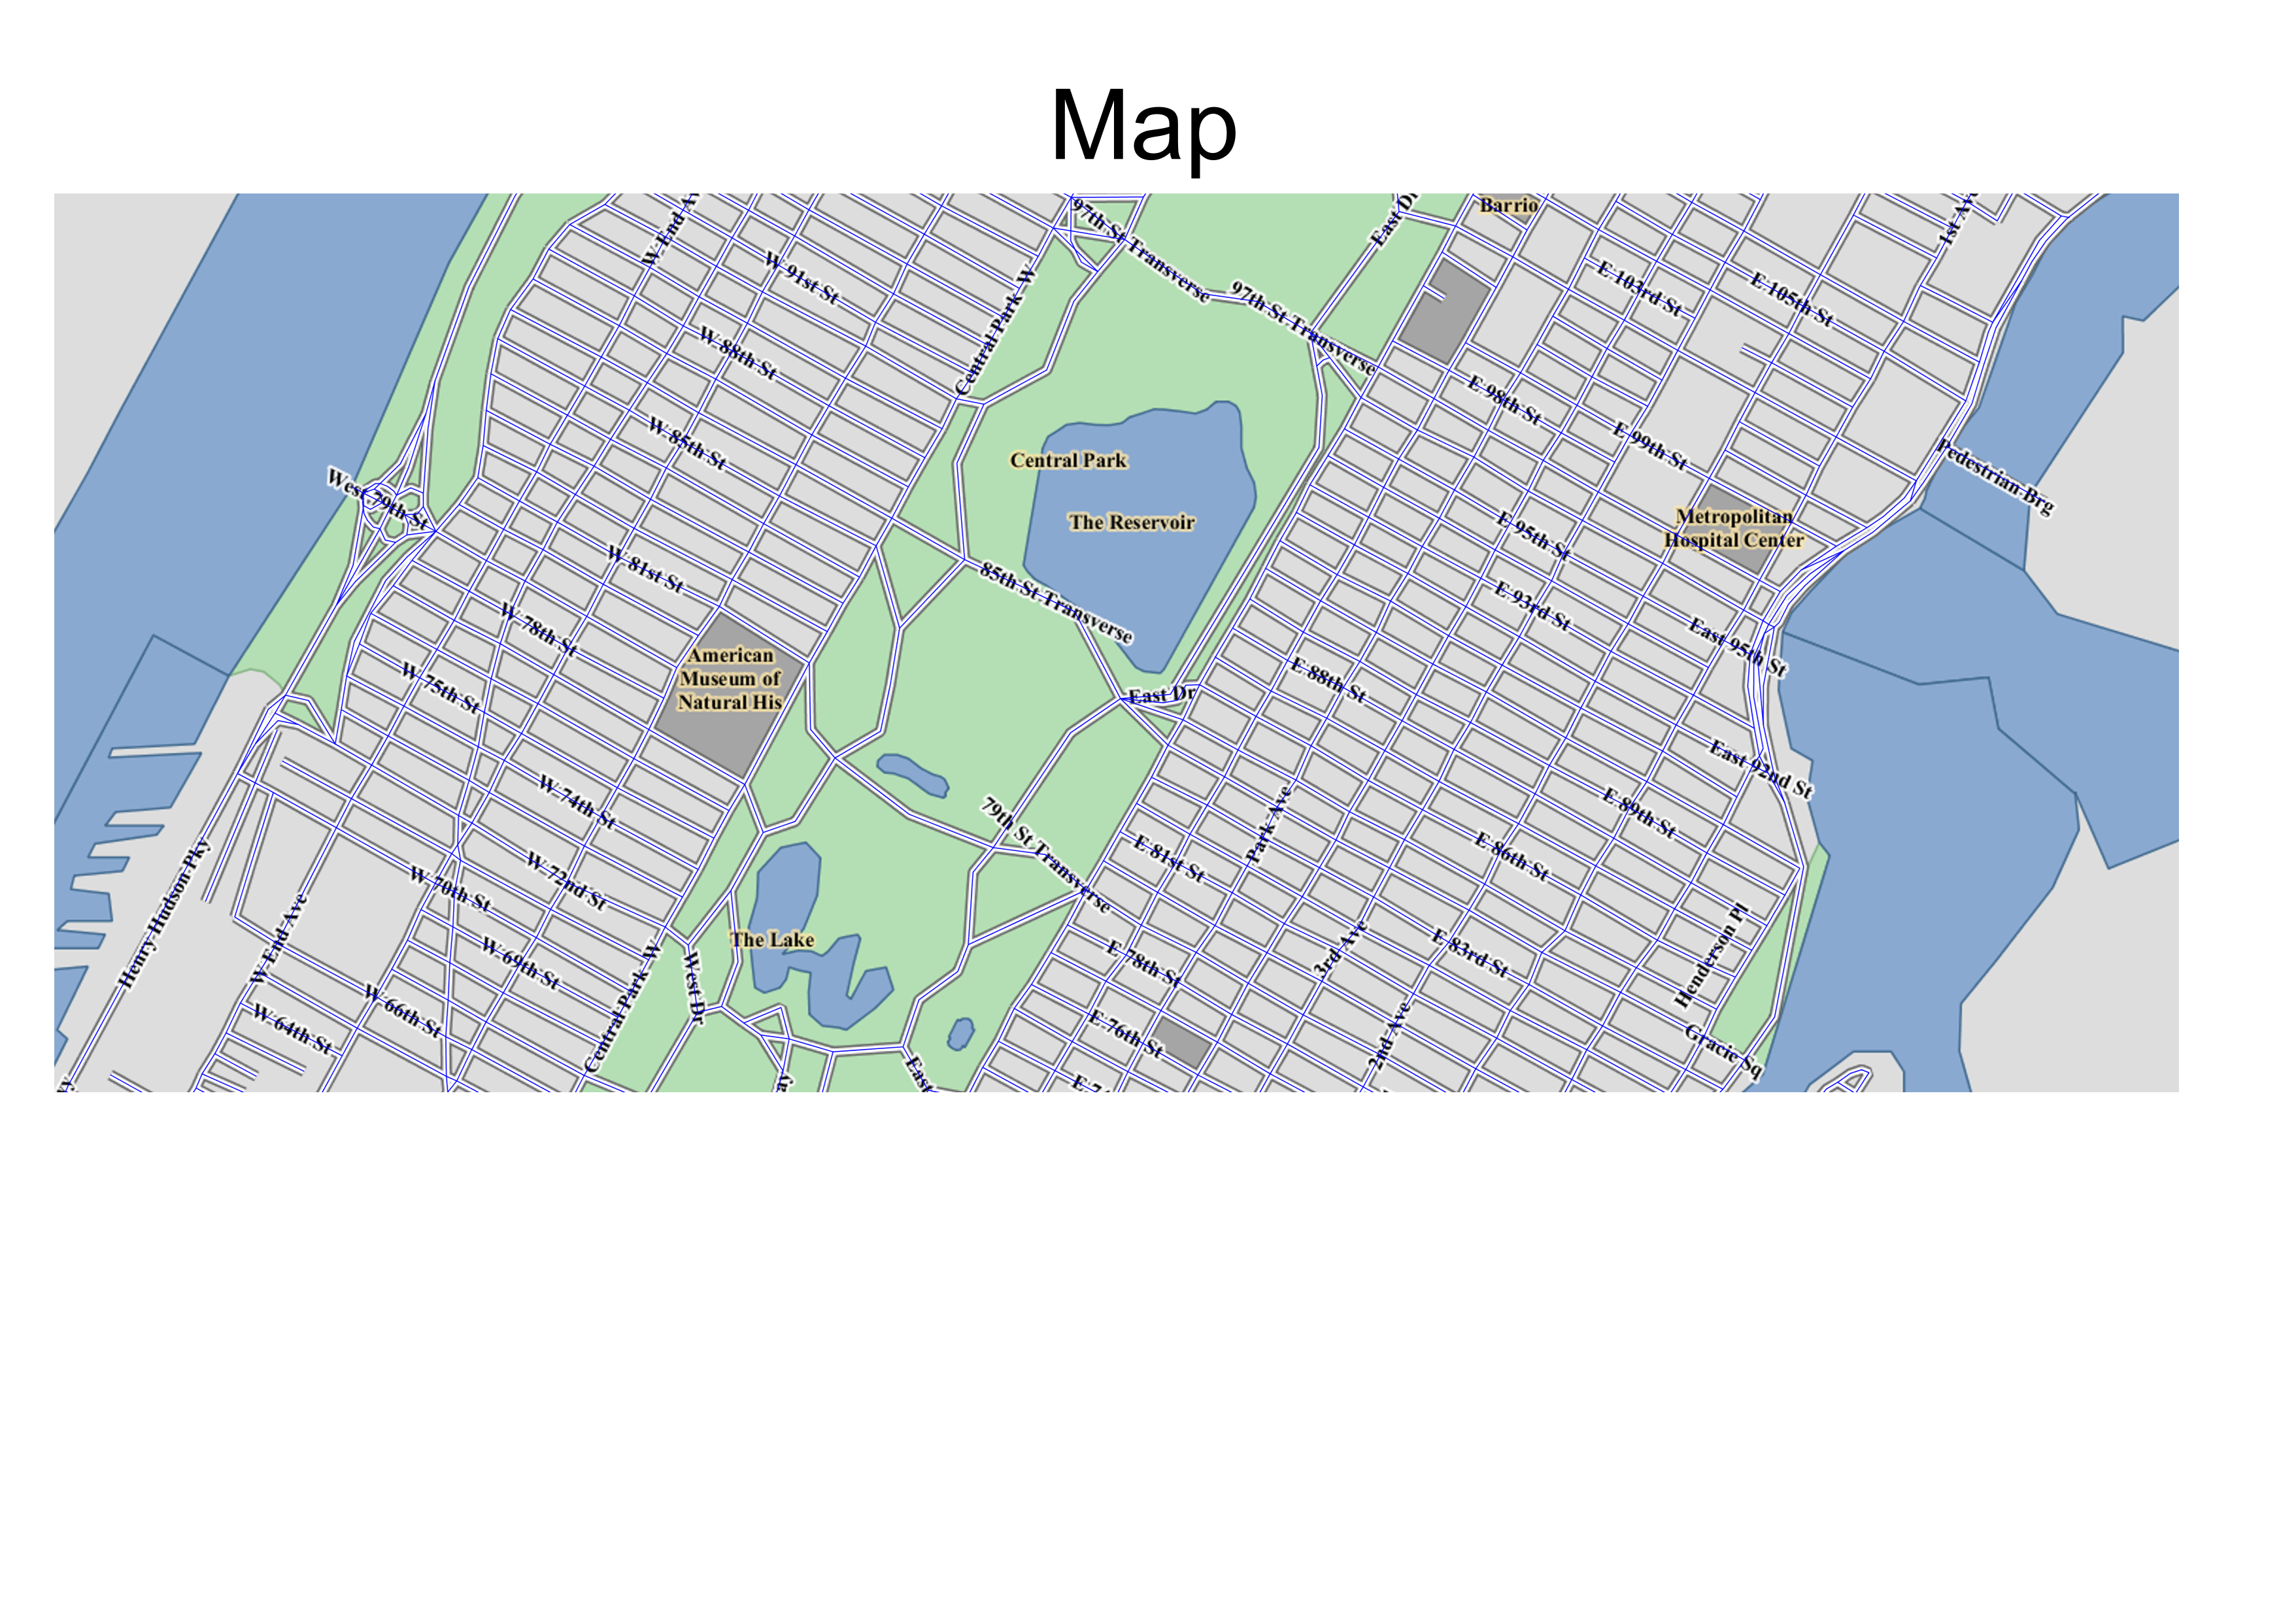 Map
Barrio
W End Av
97th St Transverse
East Dr
1st Ave
W 91st St
E 103rd St
E 105th St
97th St Transverse
Central Park W
W 88th St
E 98th St
W 85th St
E 99th St
Central Park
Pedestrian Brg
West 79th St
The Reservoir
Metropolitan
Hospital Center
E 95th St
W 81st St
85th St Transverse
E 93rd St
W 78th St
East 95th St
American
Museum of
Natural His
W 75th St
E 88th St
East Dr
East 92nd St
W 74th St
E 89th St
79th St Transverse
Park Ave
E 81st St
E 86th St
W 72nd St
W 70th St
Henry Hudson Pky
W End Ave
The Lake
W 69th St
Central Park W
West Dr
E 78th St
3rd Ave
E 83rd St
Henderson Pl
W 66th St
W 64th St
E 76th St
2nd Ave
Gracie Sq
East